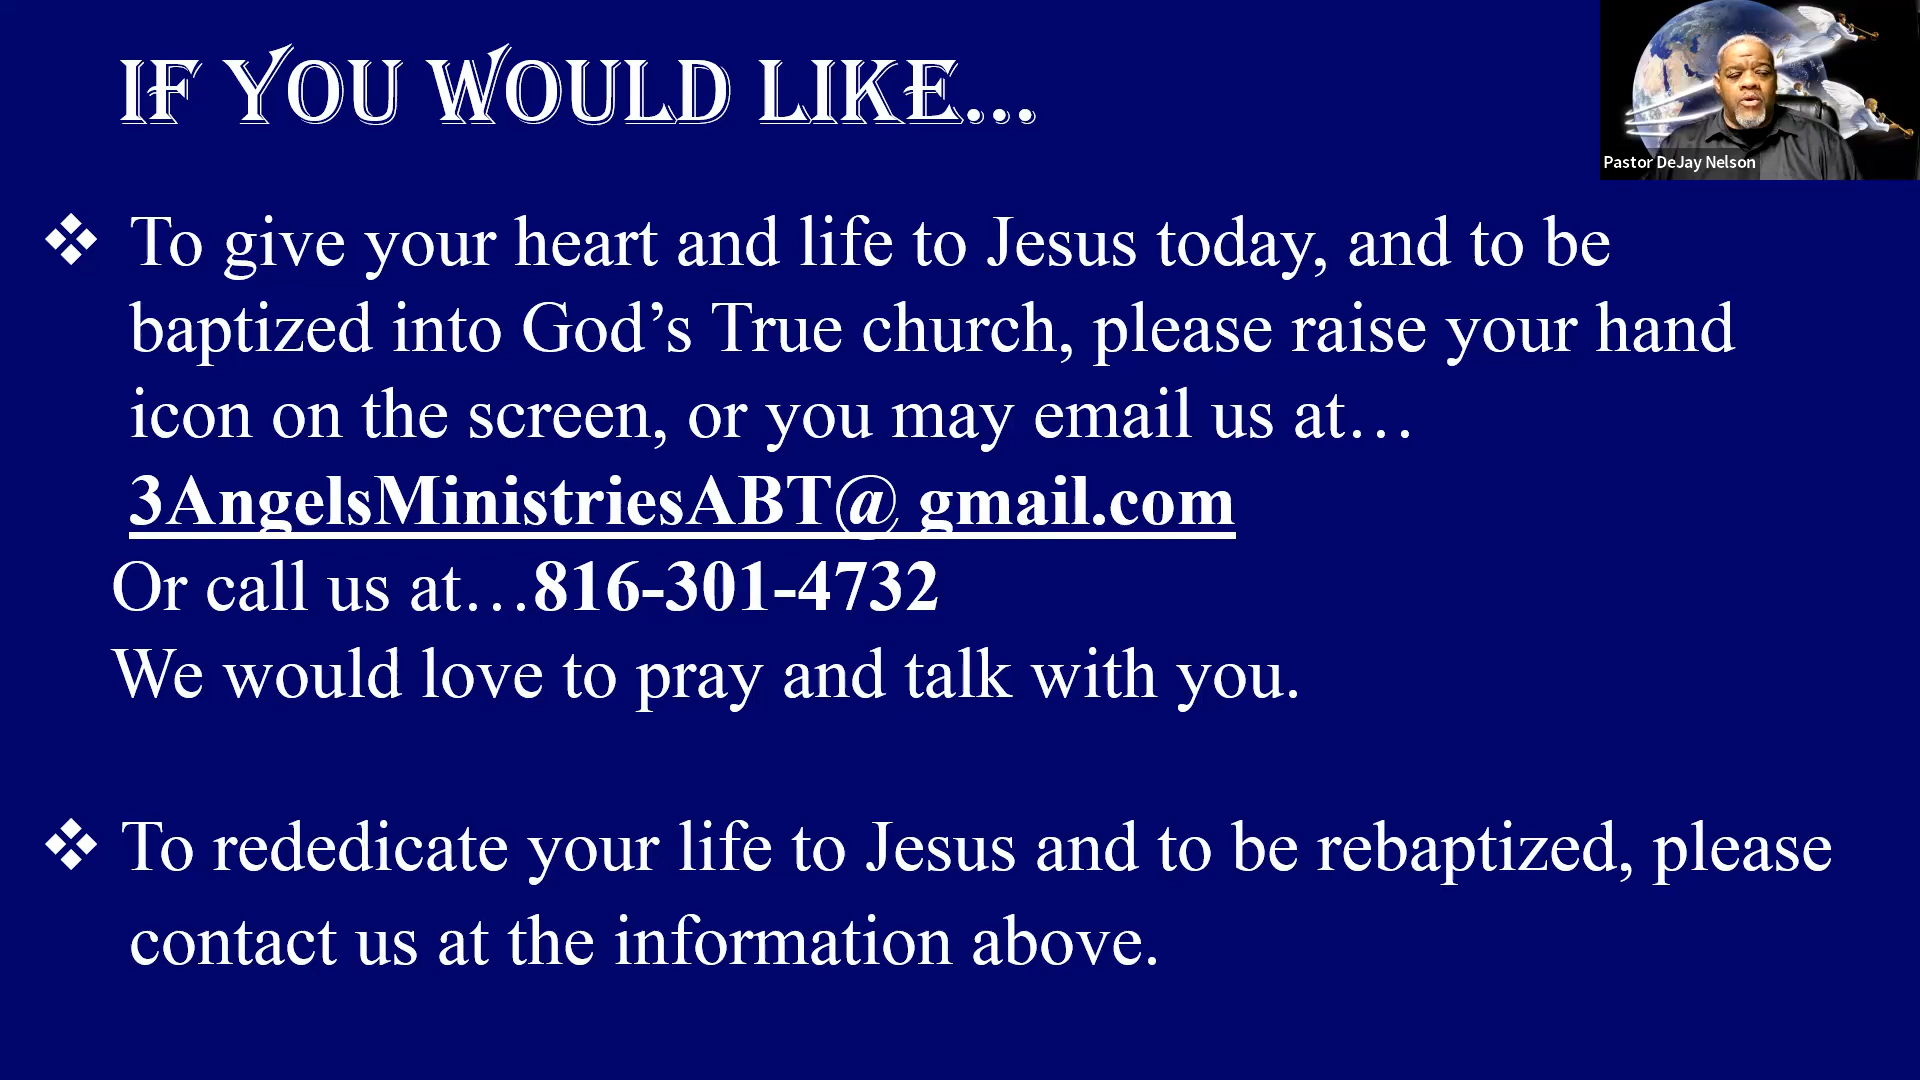 IF YOU WOULD LIKE...
Pastor DeJay Nelson
❖ To give your heart and life to Jesus today, and to be
baptized into God’s True church, please raise your hand
icon on the screen, or you may email us at…
3AngelsMinistriesABT@ gmail.com
Or call us at…816-301-4732
We would love to pray and talk with you.
❖ To rededicate your life to Jesus and to be rebaptized, please
contact us at the information above.